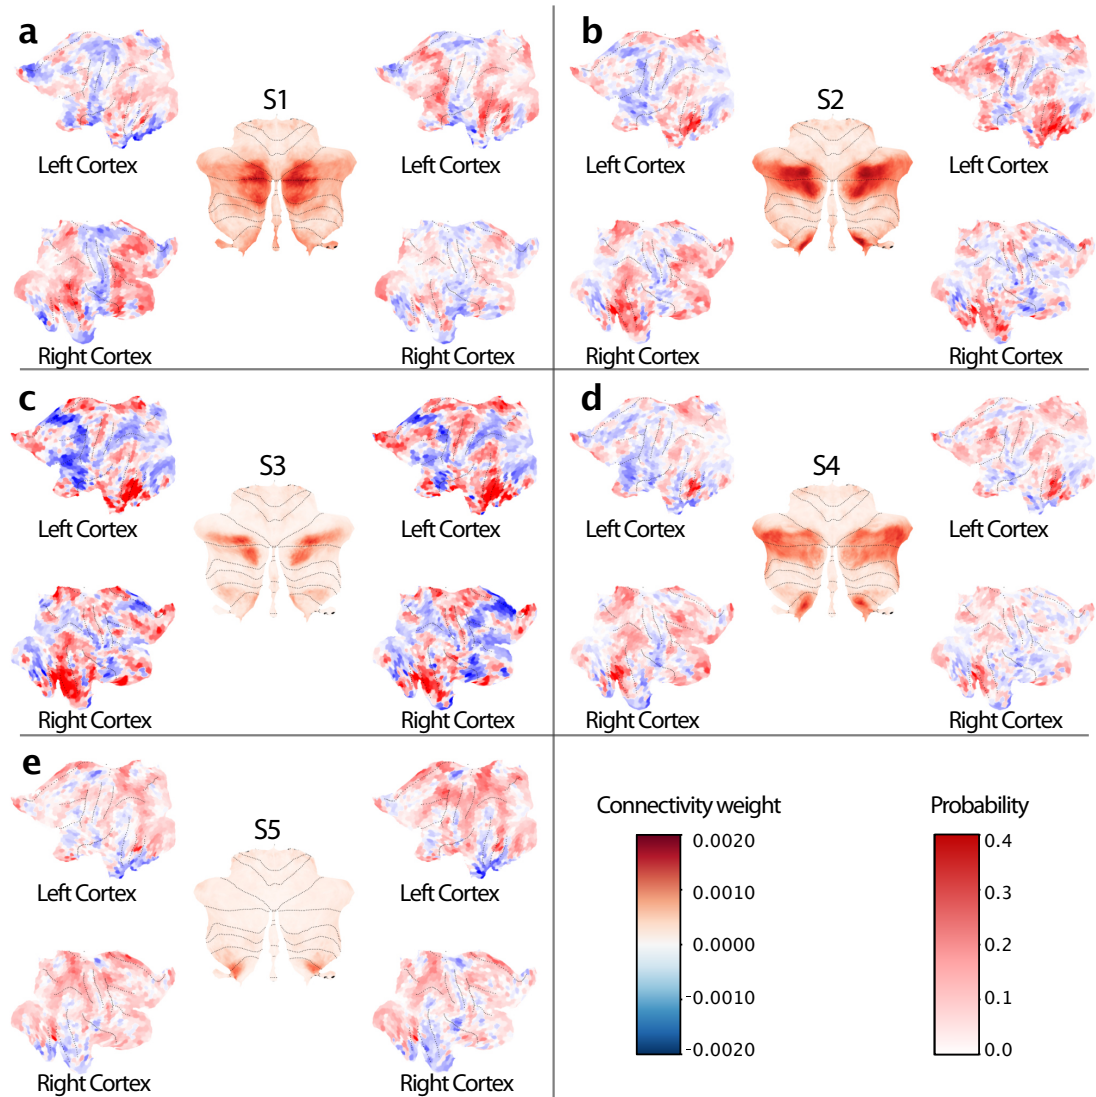 a
S1
Left Cortex
Left Cortex
Right Cortex
Right Cortex
b
S2
Left Cortex
Left Cortex
Right Cortex
Right Cortex
c
S3
Left Cortex
Left Cortex
Right Cortex
Right Cortex
d
S4
Left Cortex
Left Cortex
Right Cortex
Right Cortex
e
S5
Left Cortex
Left Cortex
Right Cortex
Right Cortex
Connectivity weight
0.0020
0.0010
0.0000
-0.0010
-0.0020
Probability
0.4
0.3
0.2
0.1
0.0